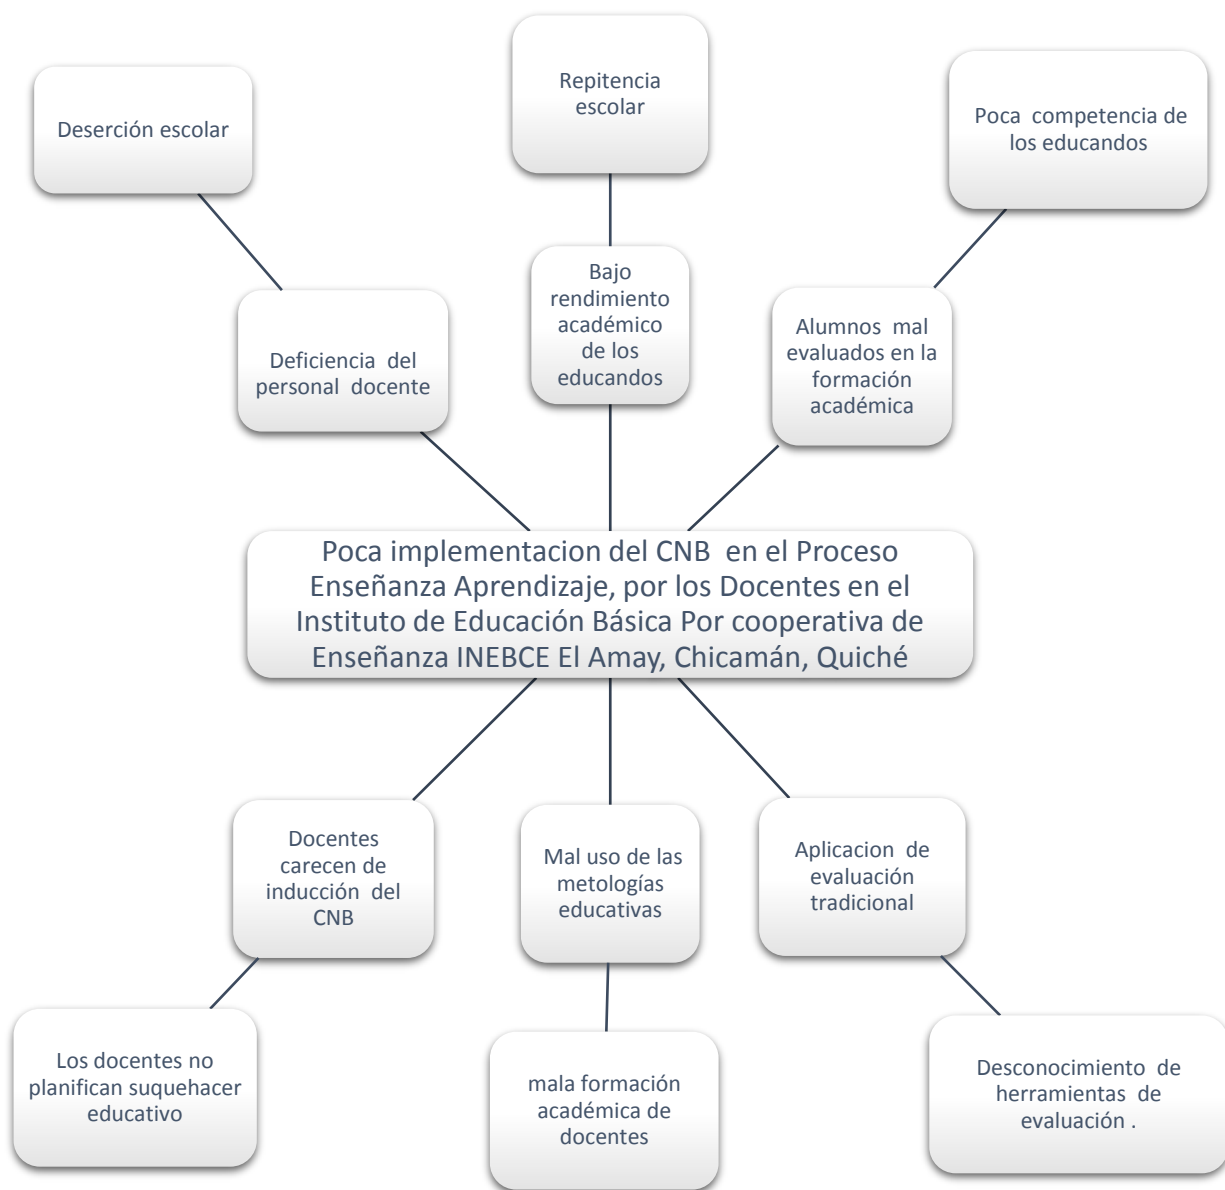 Repitencia
escolar
Deserción escolar
Poca competencia de
los educandos
Bajo
rendimiento
académico
de los
educandos
Deficiencia del
personal docente
Alumnos mal
evaluados en la
formación
académica
Poca implementacion del CNB en el Proceso
Enseñanza Aprendizaje, por los Docentes en el
Instituto de Educación Básica Por cooperativa de
Enseñanza INEBCE El Amay, Chicamán, Quiché
Docentes
carecen de
inducción del
CNB
Mal uso de las
metologías
educativas
Aplicacion de
evaluación
tradicional
Los docentes no
planifican suquehacer
educativo
mala formación
académica de
docentes
Desconocimiento de
herramientas de
evaluación .